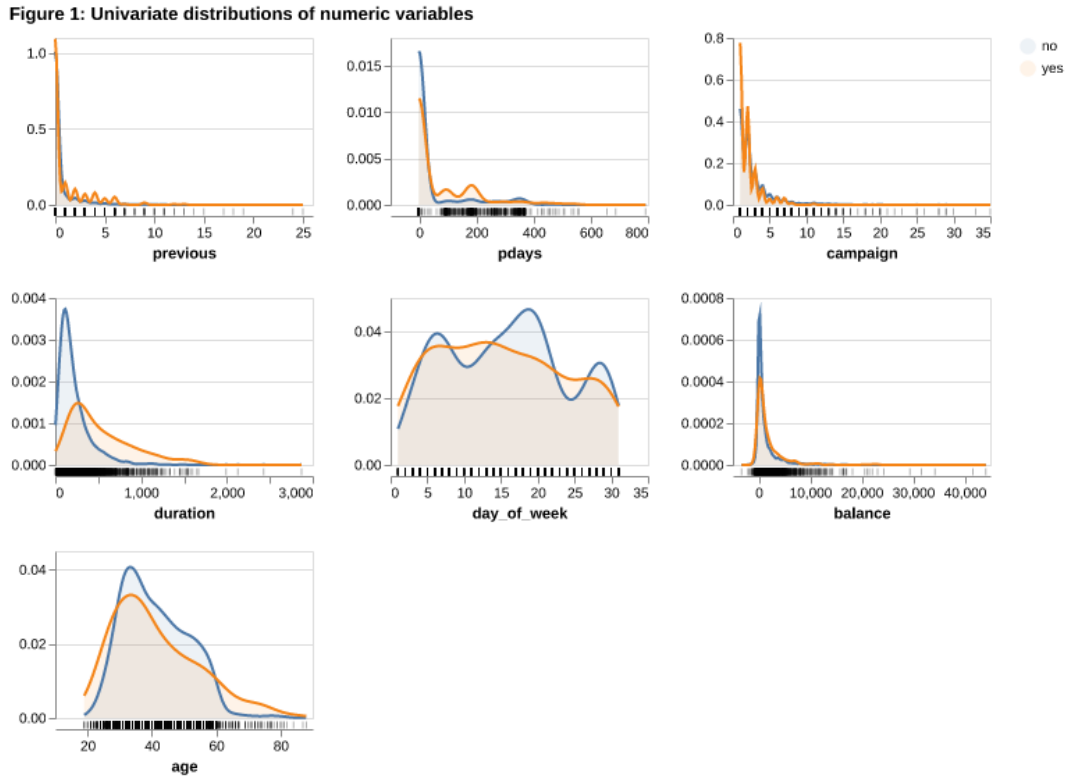 Figure 1: Univariate distributions of numeric variables
no
yes
1.0
0.5
0.0
0 5 10 15 20 25
previous
0.015
0.010
0.005
0.000
0 200 400 600 800
pdays
0.8
0.6
0.4
0.2
0.0
0 5 10 15 20 25 30 35
campaign
0.004
0.003
0.002
0.001
0.000
0 1,000 2,000 3,000
duration
0.04
0.02
0.00
0 5 10 15 20 25 30 35
day_of_week
0.0008
0.0006
0.0004
0.0002
0.0000
0 10,000 20,000 30,000 40,000
balance
0.04
0.02
0.00
20 40 60 80
age